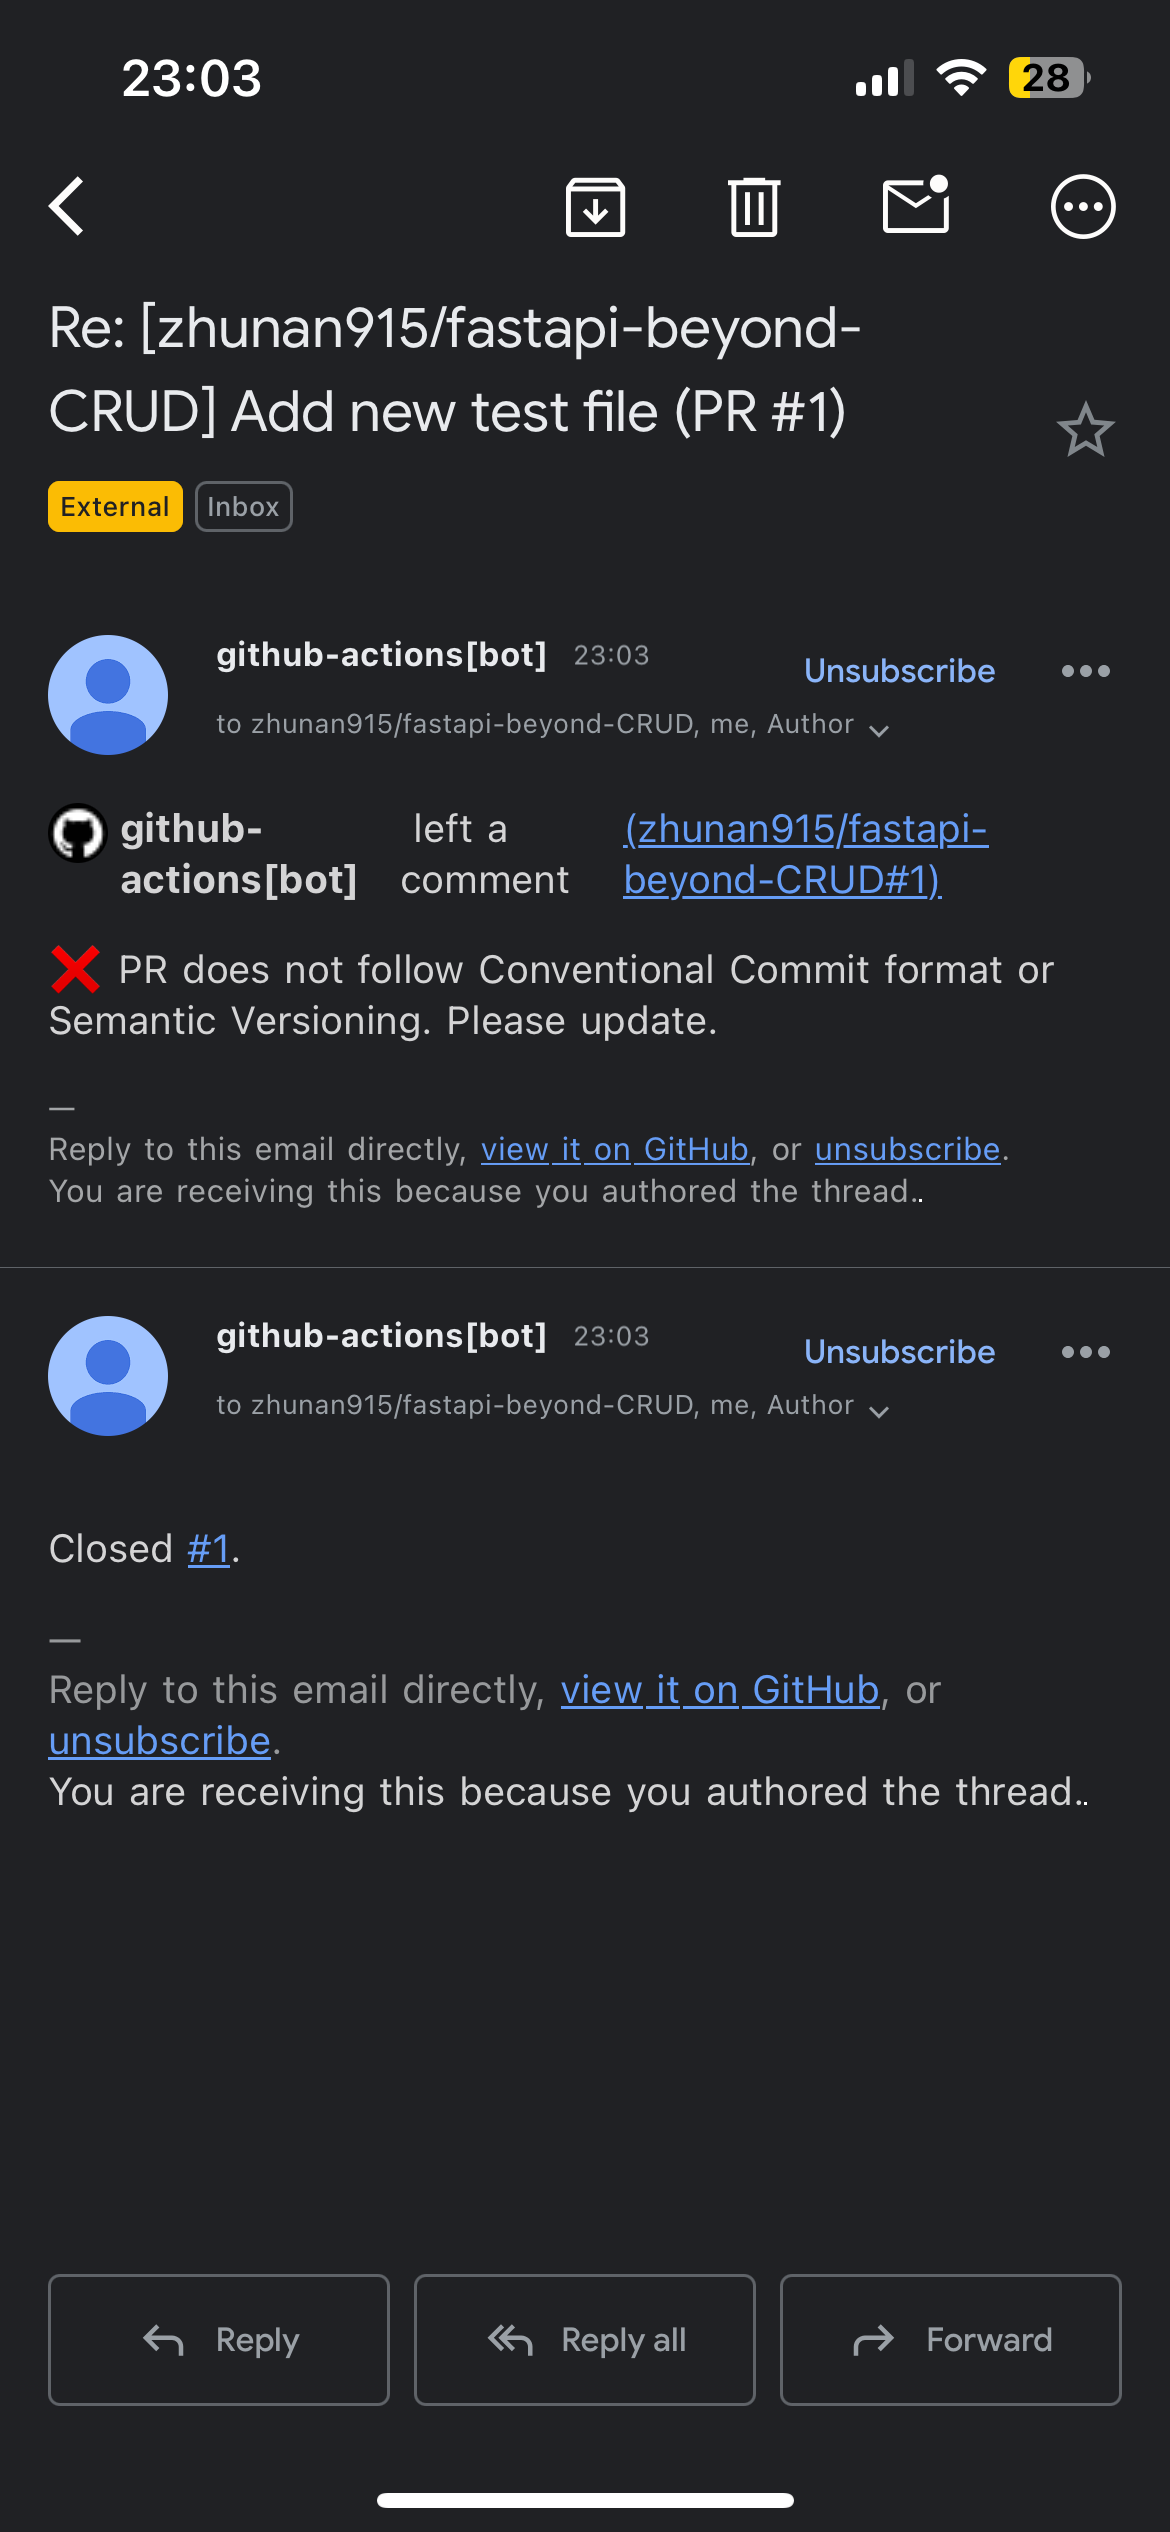 23:03
28
Re: [zhunan915/fastapi-beyond-
CRUD] Add new test file (PR #1)
External Inbox
github-actions[bot] 23:03
Unsubscribe
to zhunan915/fastapi-beyond-CRUD, me, Author
github-
actions[bot]
left a
comment
(zhunan915/fastapi-
beyond-CRUD#1)
❌ PR does not follow Conventional Commit format or
Semantic Versioning. Please update.
—
Reply to this email directly, view it on GitHub, or unsubscribe.
You are receiving this because you authored the thread..
github-actions[bot] 23:03
Unsubscribe
to zhunan915/fastapi-beyond-CRUD, me, Author
Closed #1.
—
Reply to this email directly, view it on GitHub, or
unsubscribe.
You are receiving this because you authored the thread..
Reply
Reply all
Forward